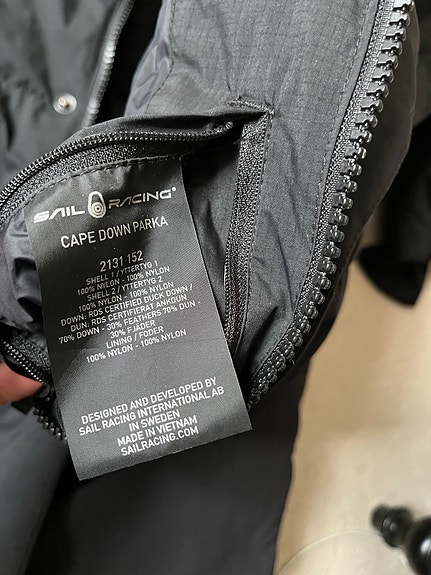 SAIL RACING®
CAPE DOWN PARKA
2131 152
SHELL 1 / YTTERTYG 1
100% NYLON - 100% NYLON
SHELL 2 / YTTERTYG 2
100% NYLON - 100% NYLON
DOWN: RDS CERTIFIED DUCK DOWN /
DUN: RDS CERTIFIERAT ANKDUN
70% DOWN - 30% FEATHERS 70% DUN -
30% FJÄDER
LINING / FODER
100% NYLON - 100% NYLON
DESIGNED AND DEVELOPED BY
SAIL RACING INTERNATIONAL AB
IN SWEDEN
MADE IN VIETNAM
SAILRACING.COM